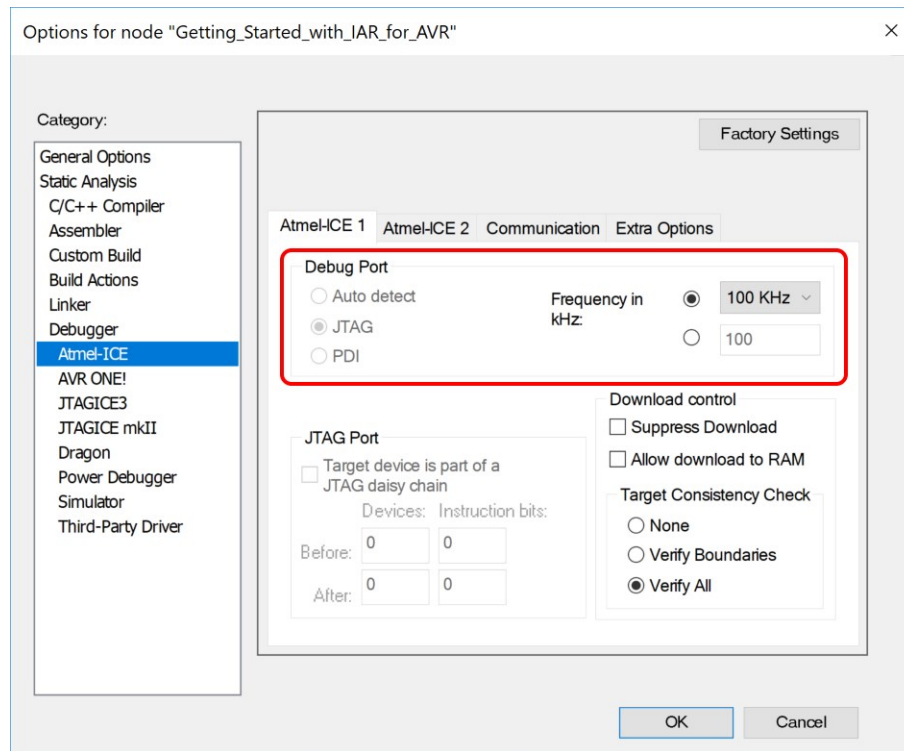 Options for node "Getting_Started_with_IAR_for_AVR"
Category:
General Options
Static Analysis
C/C++ Compiler
Assembler
Custom Build
Build Actions
Linker
Debugger
Atmel-ICE
AVR ONE!
JTAGICE3
JTAGICE mkII
Dragon
Power Debugger
Simulator
Third-Party Driver
Factory Settings
Atmel-ICE 1 Atmel-ICE 2 Communication Extra Options
Debug Port
Auto detect
JTAG
PDI
Frequency in
kHz:
100 KHz
100
JTAG Port
Target device is part of a
JTAG daisy chain
Devices: Instruction bits:
Before: 0 0
After: 0 0
Download control
Suppress Download
Allow download to RAM
Target Consistency Check
None
Verify Boundaries
Verify All
OK Cancel